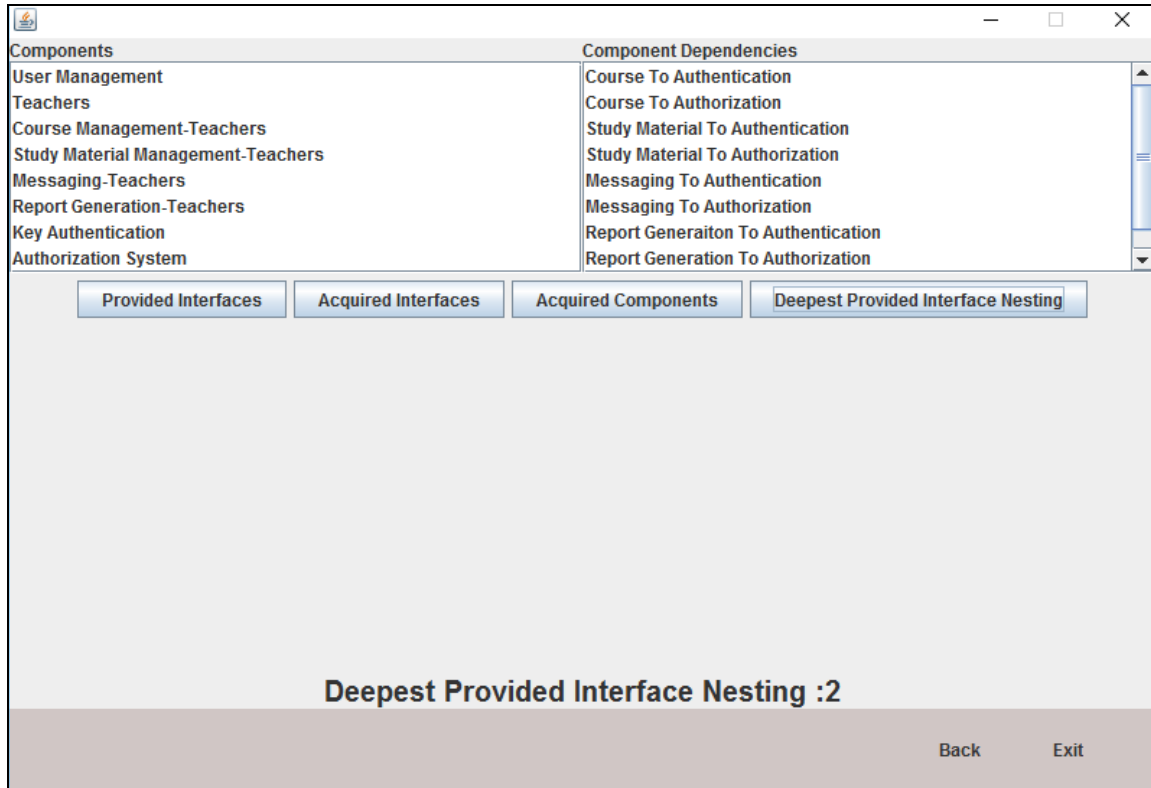 Components
Component Dependencies
User Management
Teachers
Course Management-Teachers
Study Material Management-Teachers
Messaging-Teachers
Report Generation-Teachers
Key Authentication
Authorization System
Course To Authentication
Course To Authorization
Study Material To Authentication
Study Material To Authorization
Messaging To Authentication
Messaging To Authorization
Report Generaiton To Authentication
Report Generation To Authorization
Provided Interfaces
Acquired Interfaces
Acquired Components
Deepest Provided Interface Nesting
Deepest Provided Interface Nesting :2
Back
Exit